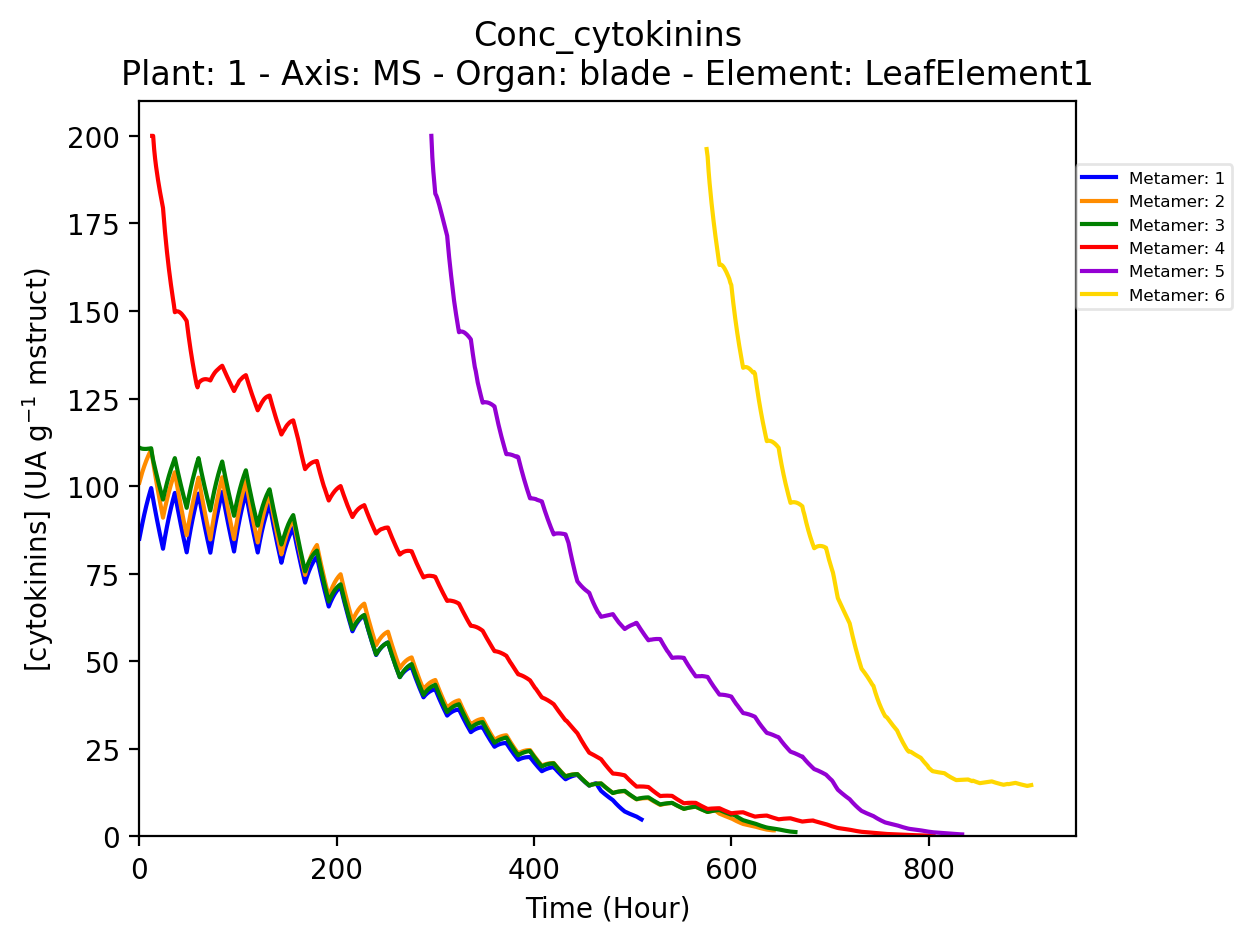 Conc_cytokinins
Plant: 1 - Axis: MS - Organ: blade - Element: LeafElement1
[cytokinins] (UA g⁻¹ mstruct)
200
175
150
125
100
75
50
25
0
0 200 400 600 800
Time (Hour)
Metamer: 1
Metamer: 2
Metamer: 3
Metamer: 4
Metamer: 5
Metamer: 6